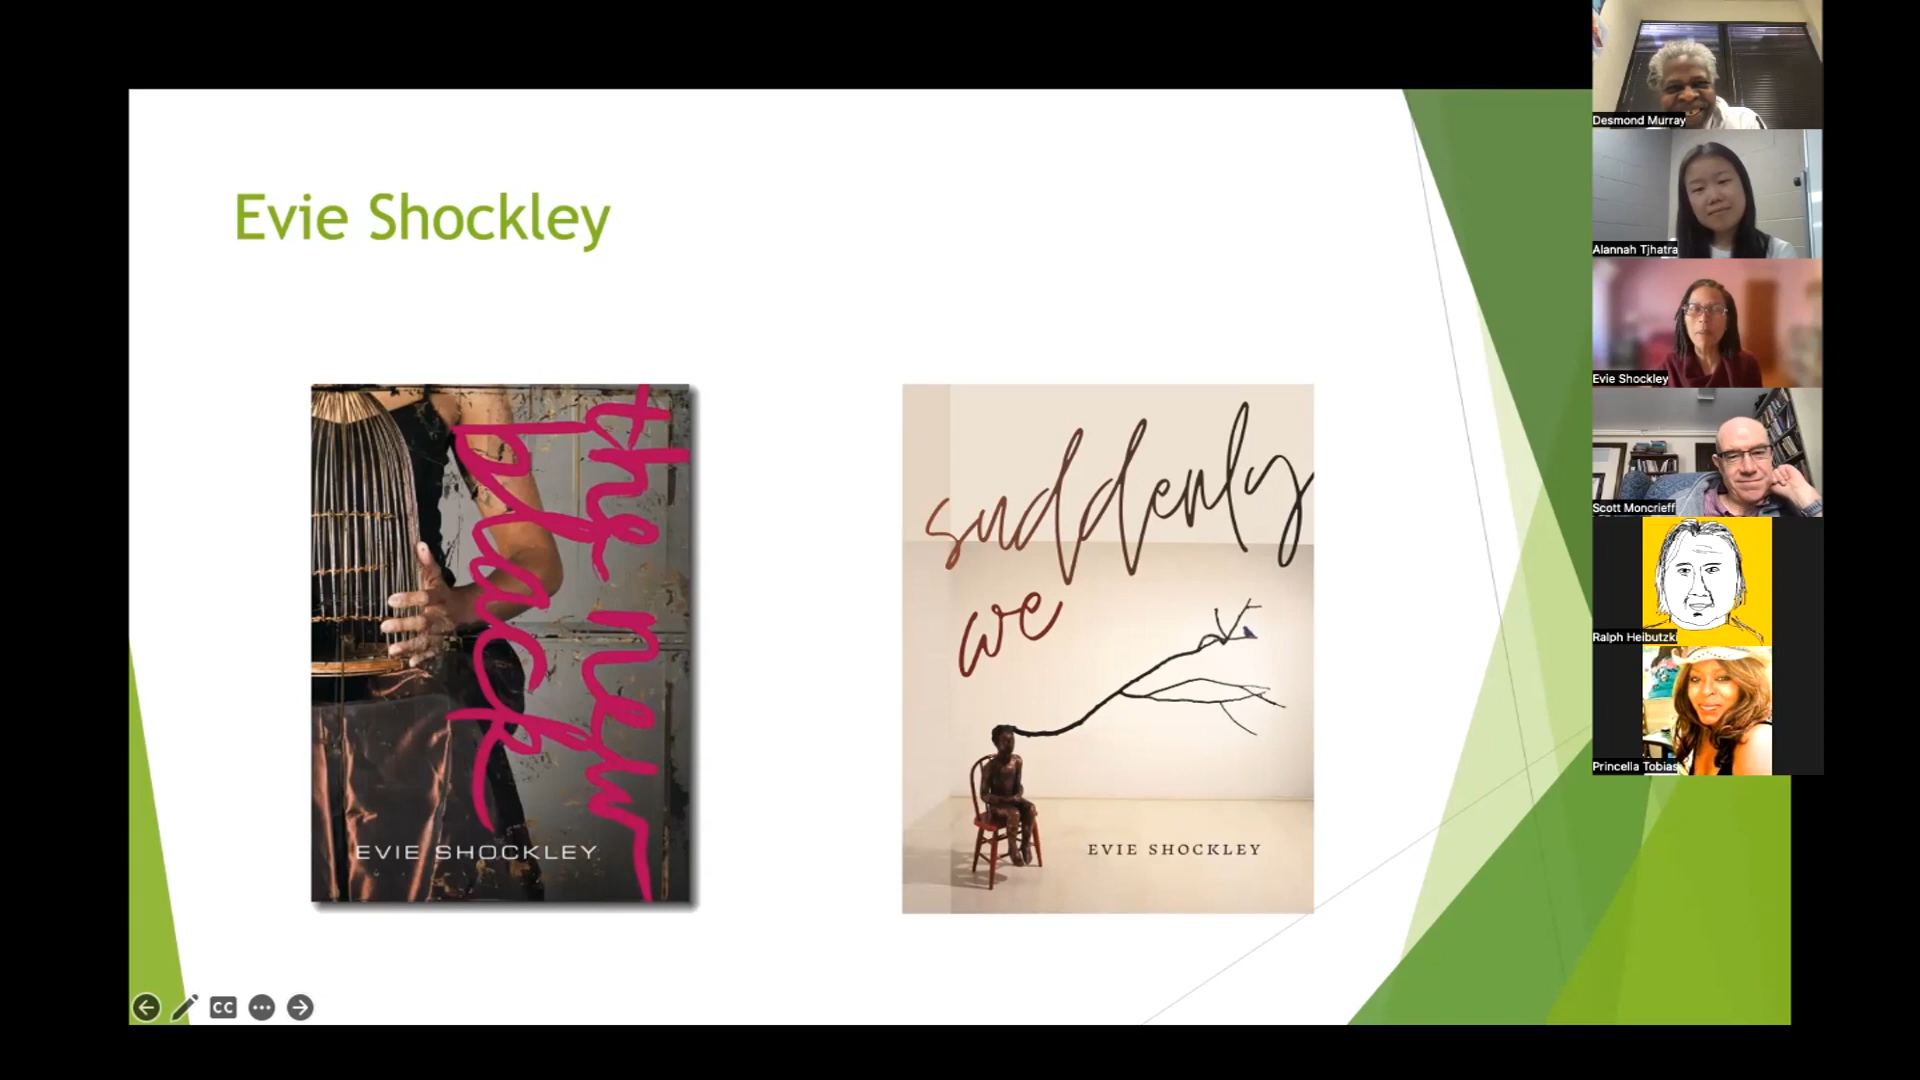 Evie Shockley
the new
black
EVIE SHOCKLEY
suddenly
we
EVIE SHOCKLEY
CC
Desmond Murray
Alannah Tjhatra
Evie Shockley
Scott Moncrieff
Ralph Heibutzki
Princella Tobias